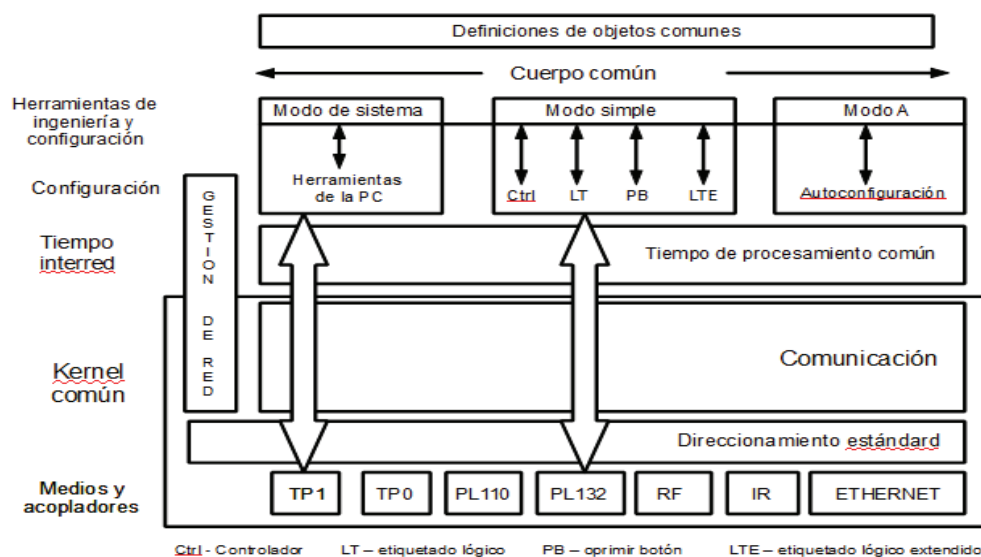 Definiciones de objetos comunes
Cuerpo común
Herramientas de
ingeniería y
configuración
Modo de sistema
Modo simple
Modo A
Configuración
Herramientas
de la PC
Ctrl
LT
PB
LTE
Autoconfiguración
GESTION DE RED
Tiempo
interred
Tiempo de procesamiento común
Kernel
común
Comunicación
Direccionamiento estándard
Medios y
acopladores
TP1
TP0
PL110
PL132
RF
IR
ETHERNET
Ctrl - Controlador
LT – etiquetado lógico
PB – oprimir botón
LTE – etiquetado lógico extendido